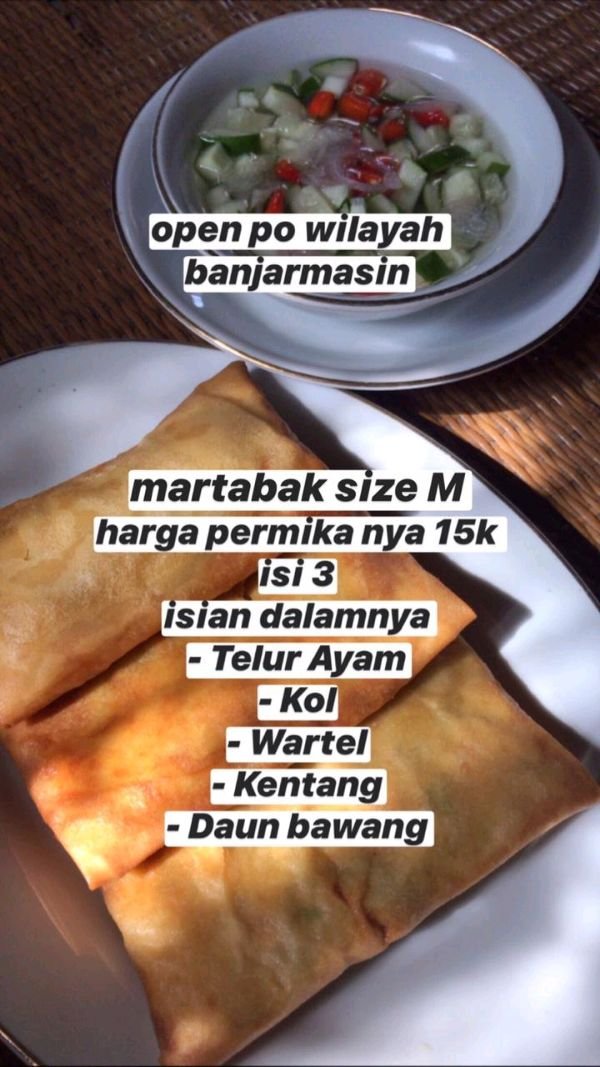 open po wilayah
banjarmasin
martabak size M
harga permika nya 15k
isi 3
isian dalamnya
- Telur Ayam
- Kol
- Wartel
- Kentang
- Daun bawang